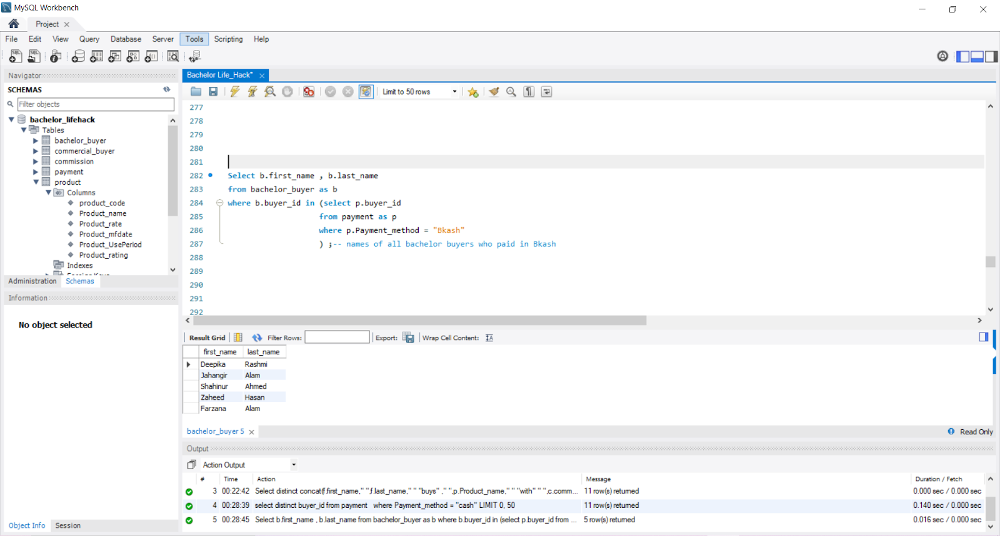 MySQL Workbench
Project
File Edit View Query Database Server Tools Scripting Help
Navigator
SCHEMAS
Filter objects
bachelor_lifehack
Tables
bachelor_buyer
commercial_buyer
commission
payment
product
Columns
product_code
Product_name
Product_rate
Product_mfdate
Product_UsePeriod
Product_rating
Indexes
Administration Schemas
Information
No object selected
Object Info Session
Bachelor Life_Hack*
Limit to 50 rows
277
278
279
280
281
282 Select b.first_name , b.last_name
283 from bachelor_buyer as b
284 where b.buyer_id in (select p.buyer_id
285 from payment as p
286 where p.Payment_method = "Bkash"
287 ) ;-- names of all bachelor buyers who paid in Bkash
288
289
290
291
292
Result Grid Filter Rows: Export: Wrap Cell Content:
first_name last_name
Deepika Rashmi
Jahangir Alam
Shahinur Ahmed
Zaheed Hasan
Farzana Alam
bachelor_buyer 5 Read Only
Output
Action Output
# Time Action Message Duration / Fetch
3 00:22:42 Select distinct concat(f.first_name," ",f.last_name," " "buys" ," ",p.Product_name," " "with" " ",c.comm... 11 row(s) returned 0.000 sec / 0.000 sec
4 00:28:39 select distinct buyer_id from payment where Payment_method = "cash" LIMIT 0, 50 11 row(s) returned 0.140 sec / 0.000 sec
5 00:28:45 Select b.first_name , b.last_name from bachelor_buyer as b where b.buyer_id in (select p.buyer_id from ... 5 row(s) returned 0.016 sec / 0.000 sec